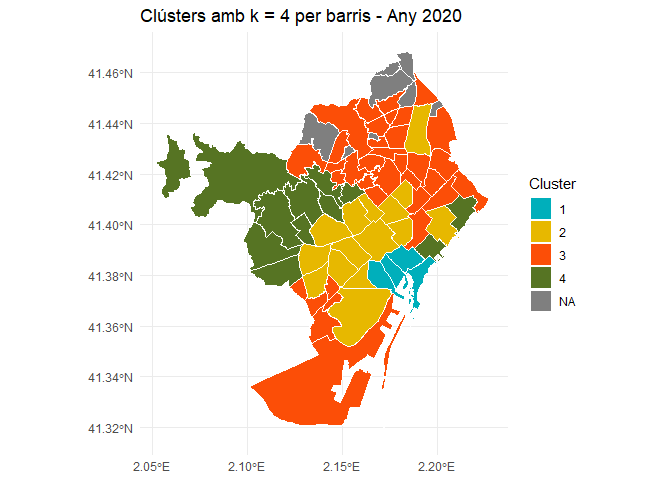 Clústers amb k = 4 per barris - Any 2020
41.46°N
41.44°N
41.42°N
41.40°N
41.38°N
41.36°N
41.34°N
41.32°N
2.05°E
2.10°E
2.15°E
2.20°E
Cluster
1
2
3
4
NA